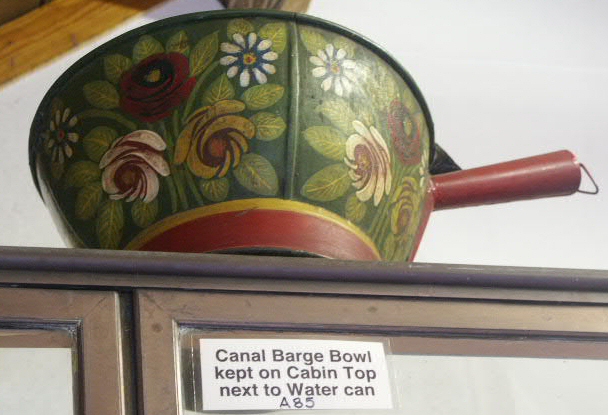 Canal Barge Bowl
kept on Cabin Top
next to Water can
A85